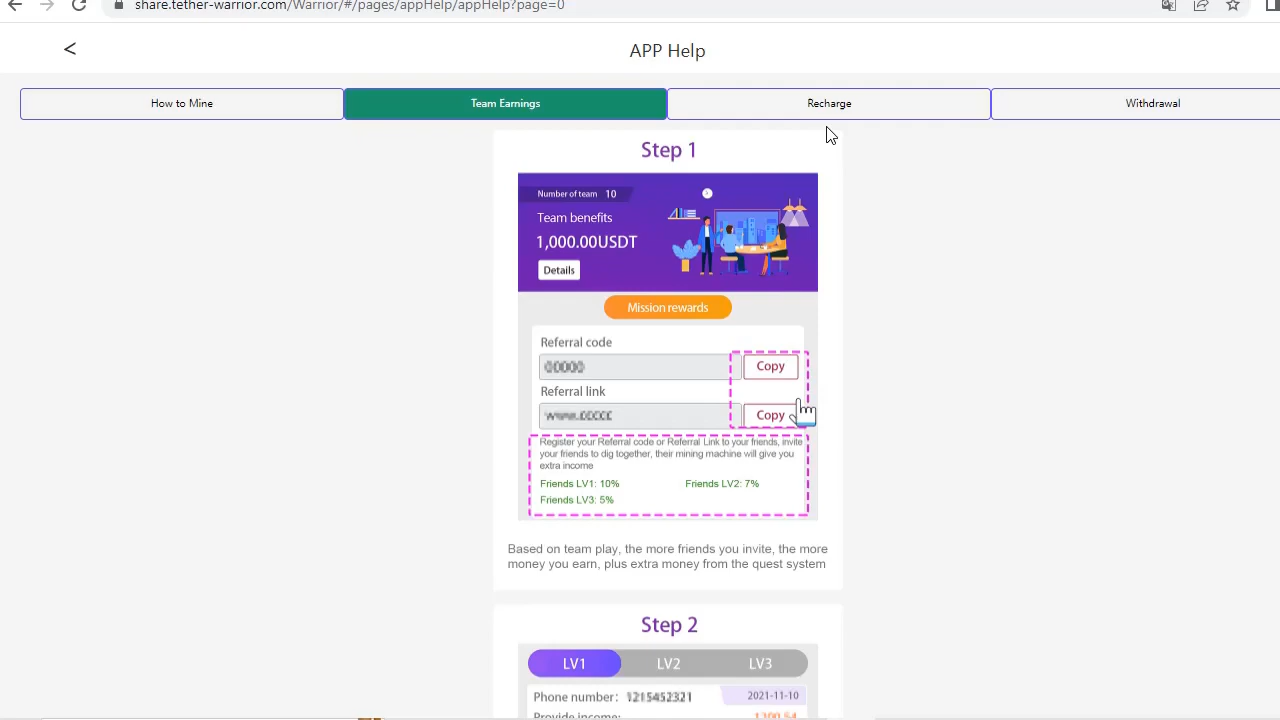 share.tether-warrior.com/Warrior/#/pages/appHelp/appHelp?page=0
<
APP Help
How to Mine
Team Earnings
Recharge
Withdrawal
Step 1
Number of team 10
Team benefits
1,000.00USDT
Details
Mission rewards
Referral code
Copy
Referral link
Copy
Register your Referral code or Referral Link to your friends, invite
your friends to dig together, their mining machine will give you
extra income
Friends LV1: 10% Friends LV2: 7%
Friends LV3: 5%
Based on team play, the more friends you invite, the more
money you earn, plus extra money from the quest system
Step 2
LV1 LV2 LV3
Phone number: 2021-11-10
Provide income: 1200.54